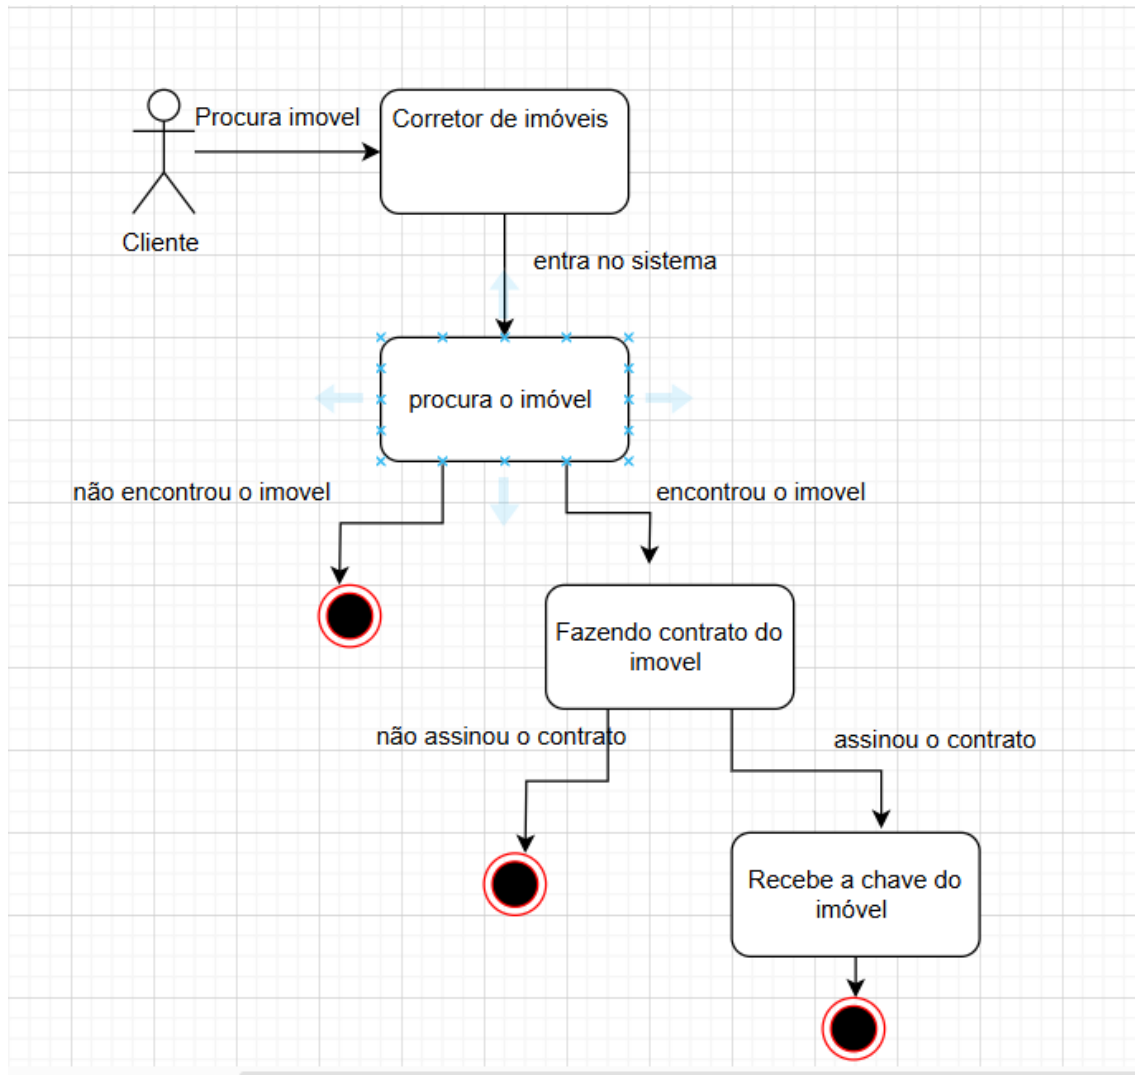 Procura imovel
Corretor de imóveis
Cliente
entra no sistema
procura o imóvel
não encontrou o imovel
encontrou o imovel
Fazendo contrato do
imovel
não assinou o contrato
assinou o contrato
Recebe a chave do
imóvel